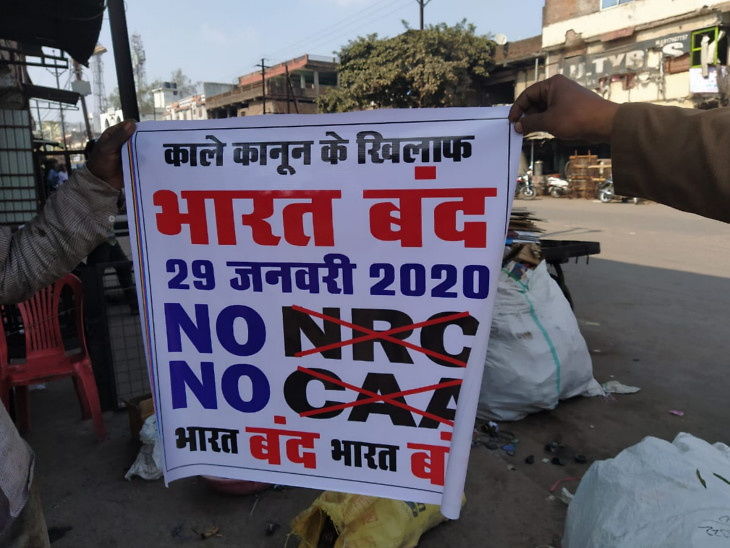 काले कानून के खिलाफ
भारत बंद
29 जनवरी 2020
NO NRC
NO CAA
भारत बंद भारत बं